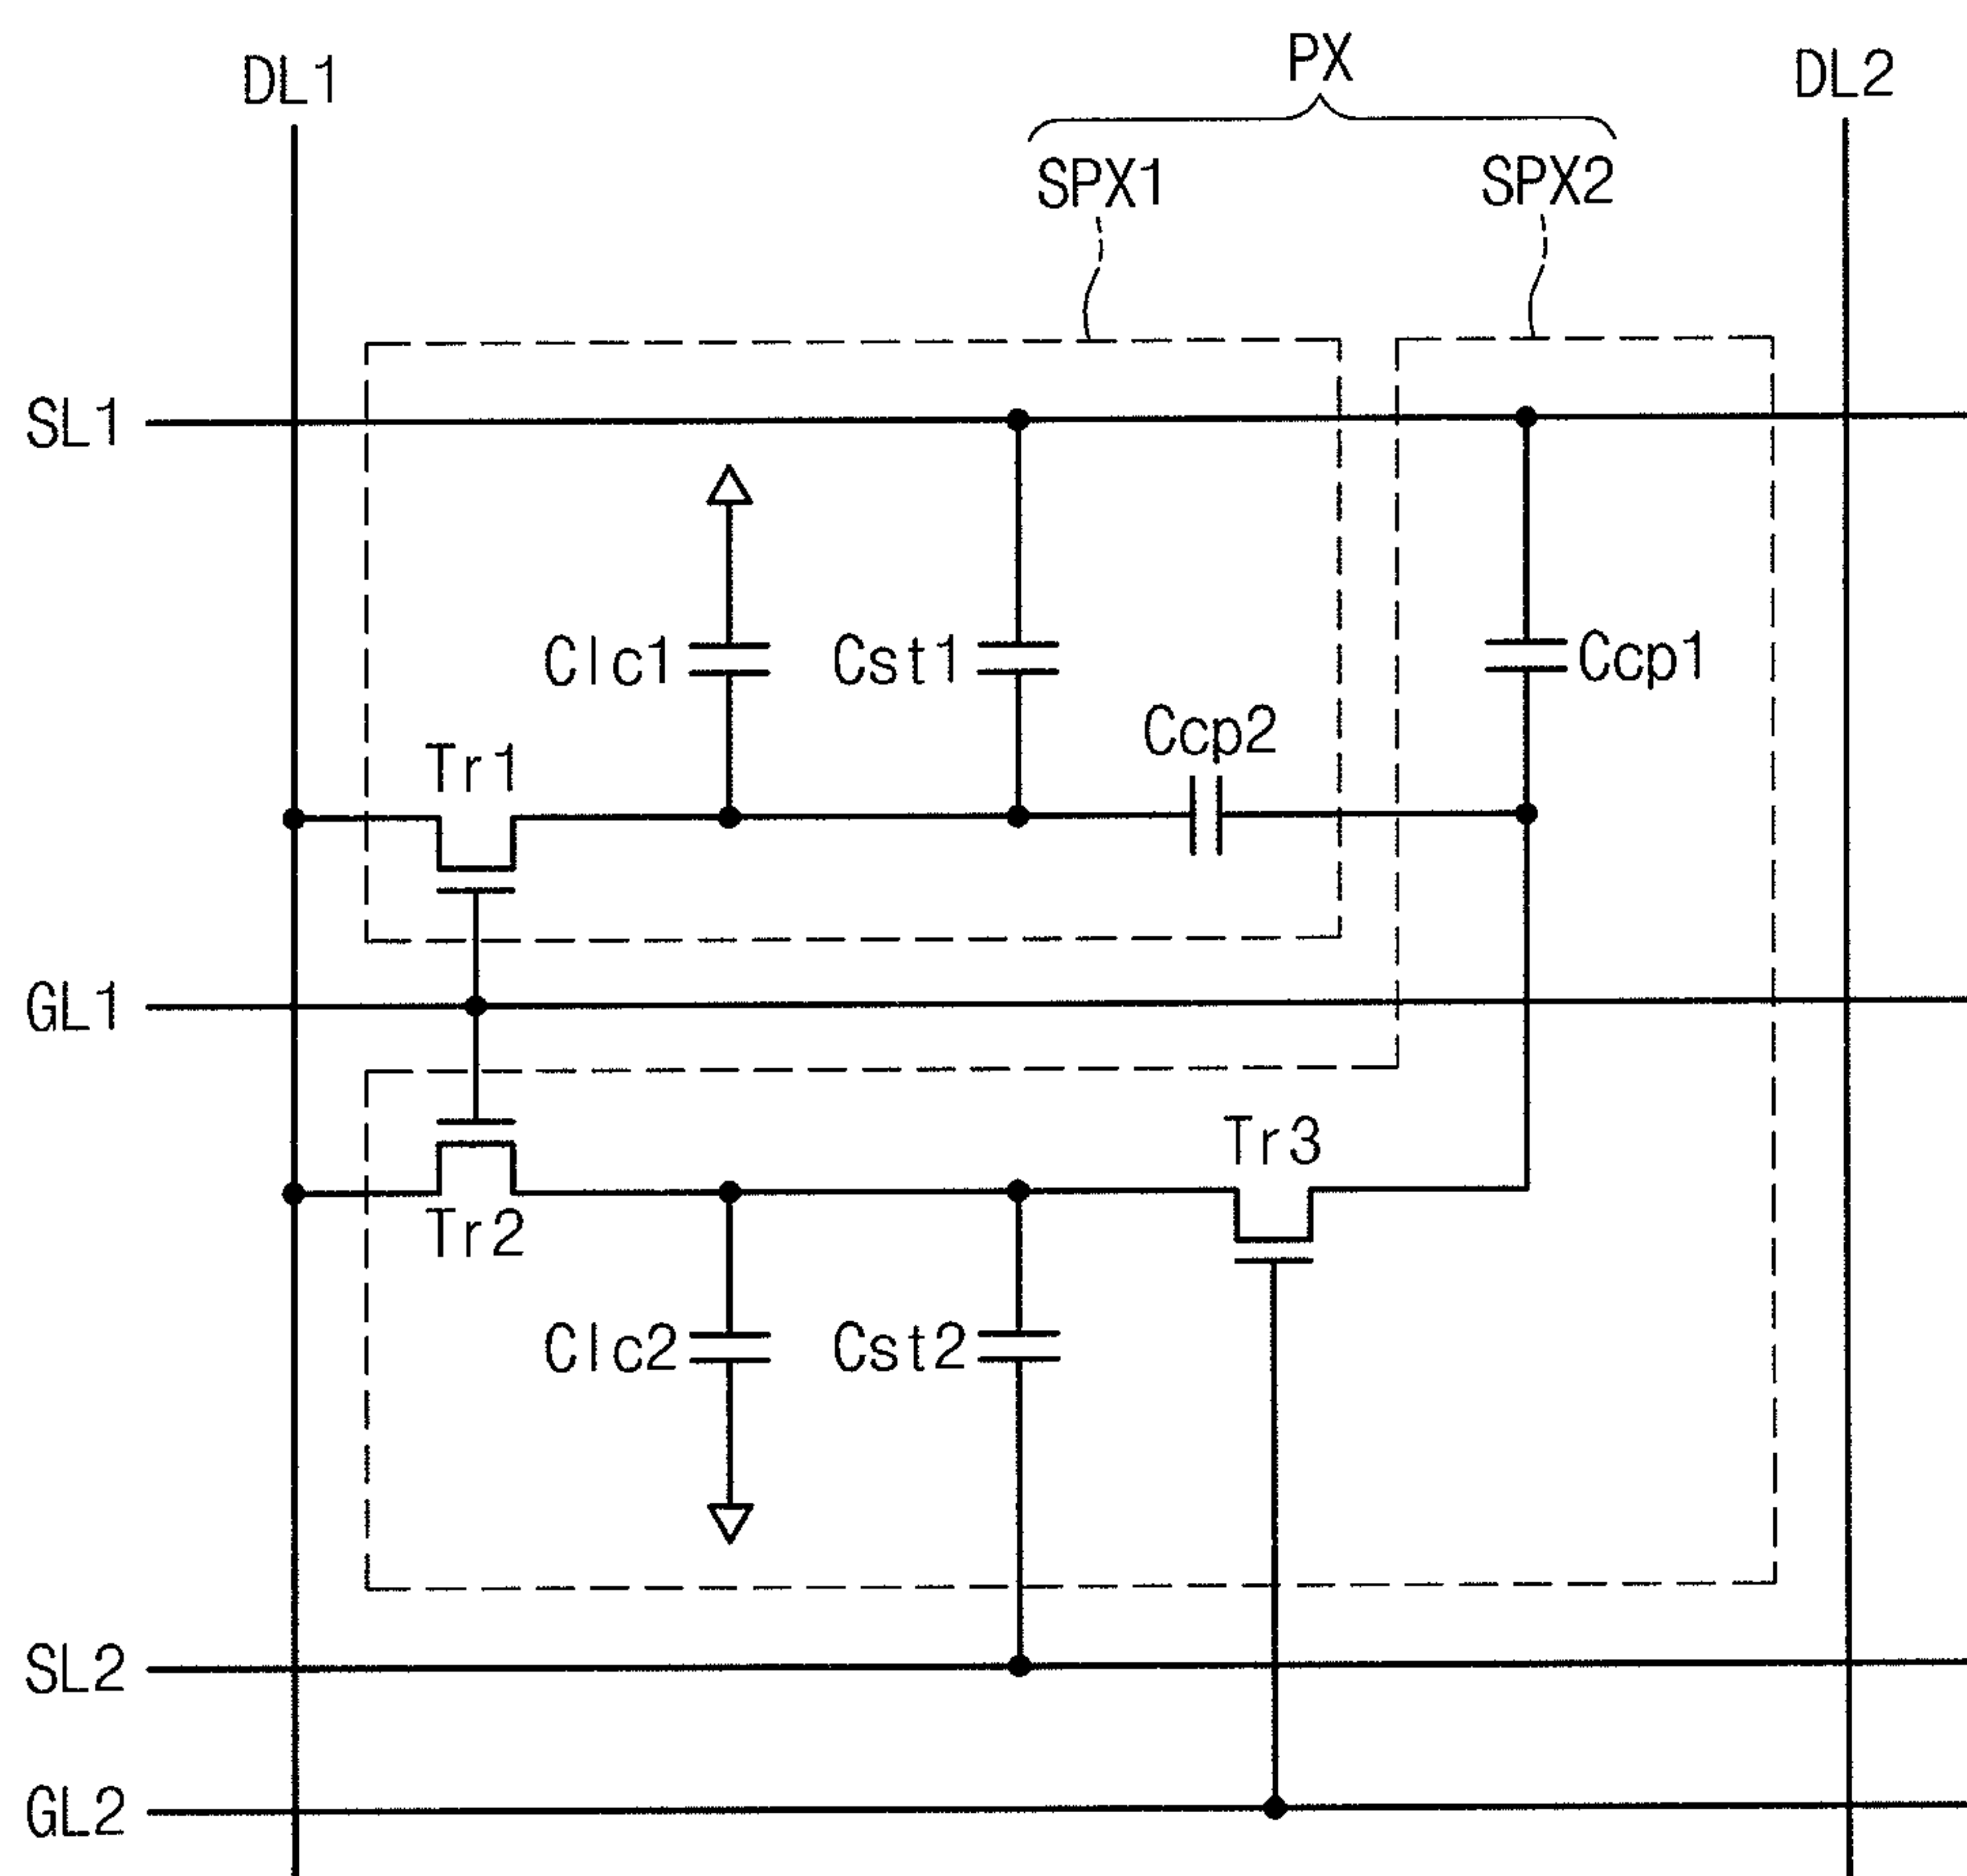 PX
DL1
DL2
SPX1
SPX2
SL1
Clc1
Cst1
Ccp1
Ccp2
Tr1
GL1
Tr3
Tr2
Clc2
Cst2
SL2
GL2